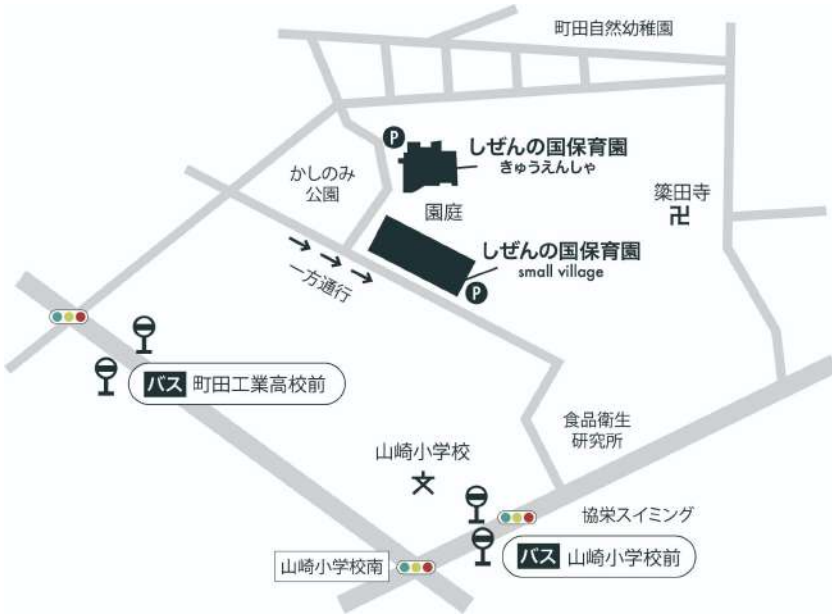 町田自然幼稚園
P
しぜんの国保育園
きゅうえんしゃ
かしのみ
公園
園庭
簗田寺
卍
しぜんの国保育園
small village
P
一方通行
バス 町田工業高校前
食品衛生
研究所
山崎小学校
文
協栄スイミング
バス 山崎小学校前
山崎小学校南